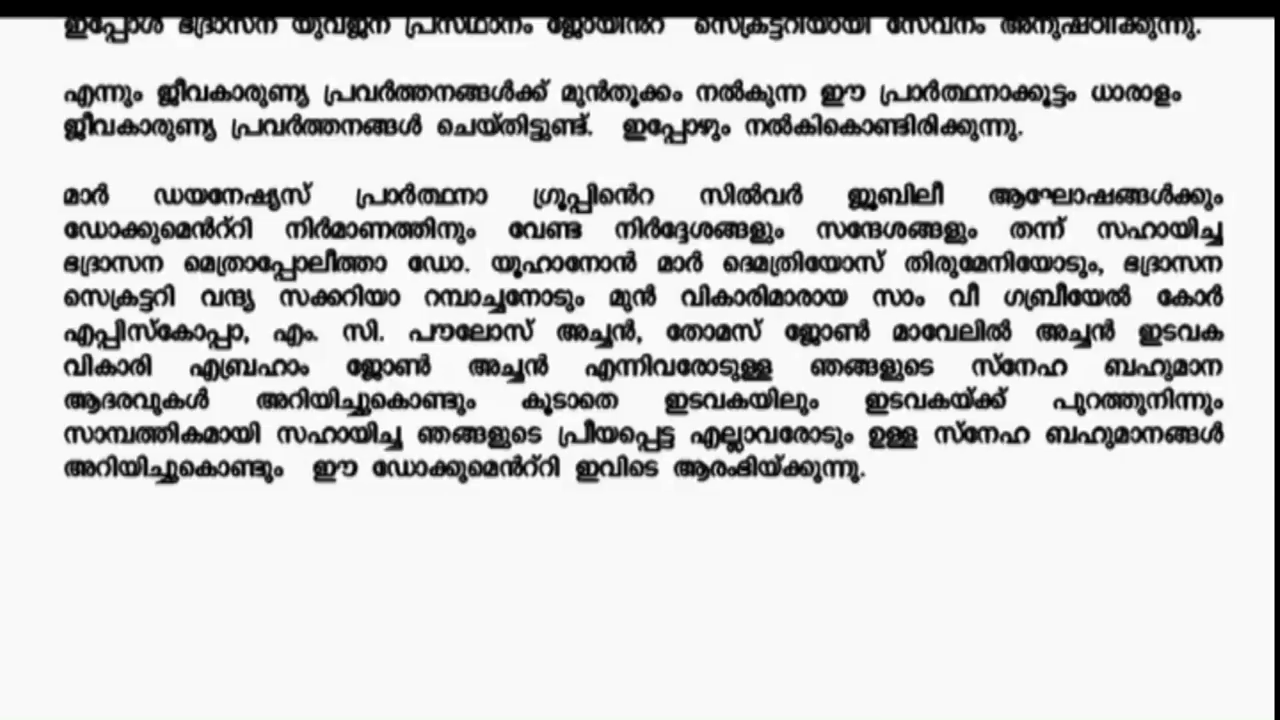 ഇപ്പോൾ ഭദ്രാസന യുവജന പ്രസ്ഥാനം ജോയിൻറ് സെക്രട്ടറിയായി സേവനം അനുഷ്ഠിക്കുന്നു.
എന്നും ജീവകാരുണ്യ പ്രവർത്തനങ്ങൾക്ക് മുൻതൂക്കം നൽകുന്ന ഈ പ്രാർത്ഥനാക്കൂട്ടം ധാരാളം
ജീവകാരുണ്യ പ്രവർത്തനങ്ങൾ ചെയ്തിട്ടുണ്ട്. ഇപ്പോഴും നൽകികൊണ്ടിരിക്കുന്നു.
മാർ ഡയനേഷ്യസ് പ്രാർത്ഥനാ ഗ്രൂപ്പിൻെറ സിൽവർ ജൂബിലീ ആഘോഷങ്ങൾക്കും
ഡോക്കുമെൻറ്റി നിർമാണത്തിനും വേണ്ട നിർദ്ദേശങ്ങളും സന്ദേശങ്ങളും തന്ന് സഹായിച്ച
ഭദ്രാസന മെത്രാപ്പോലീത്താ ഡോ. യൂഹാനോൻ മാർ ദെമത്രിയോസ് തിരുമേനിയോടും, ഭദ്രാസന
സെക്രട്ടറി വന്ദ്യ സക്കറിയാ റമ്പാച്ചനോടും മുൻ വികാരിമാരായ സാം വീ ഗബ്രീയേൽ കോർ
എപ്പിസ്കോപ്പാ, എം. സി. പൗലോസ് അച്ചൻ, തോമസ് ജോൺ മാവേലിൽ അച്ചൻ ഇടവക
വികാരി എബ്രഹാം ജോൺ അച്ചൻ എന്നിവരോടുള്ള ഞങ്ങളുടെ സ്നേഹ ബഹുമാന
ആദരവുകൾ അറിയിച്ചുകൊണ്ടും കൂടാതെ ഇടവകയിലും ഇടവകയ്ക്ക് പുറത്തുനിന്നും
സാമ്പത്തികമായി സഹായിച്ച ഞങ്ങളുടെ പ്രീയപ്പെട്ട എല്ലാവരോടും ഉള്ള സ്നേഹ ബഹുമാനങ്ങൾ
അറിയിച്ചുകൊണ്ടും ഈ ഡോക്കുമെൻറ്റി ഇവിടെ ആരംഭിയ്ക്കുന്നു.